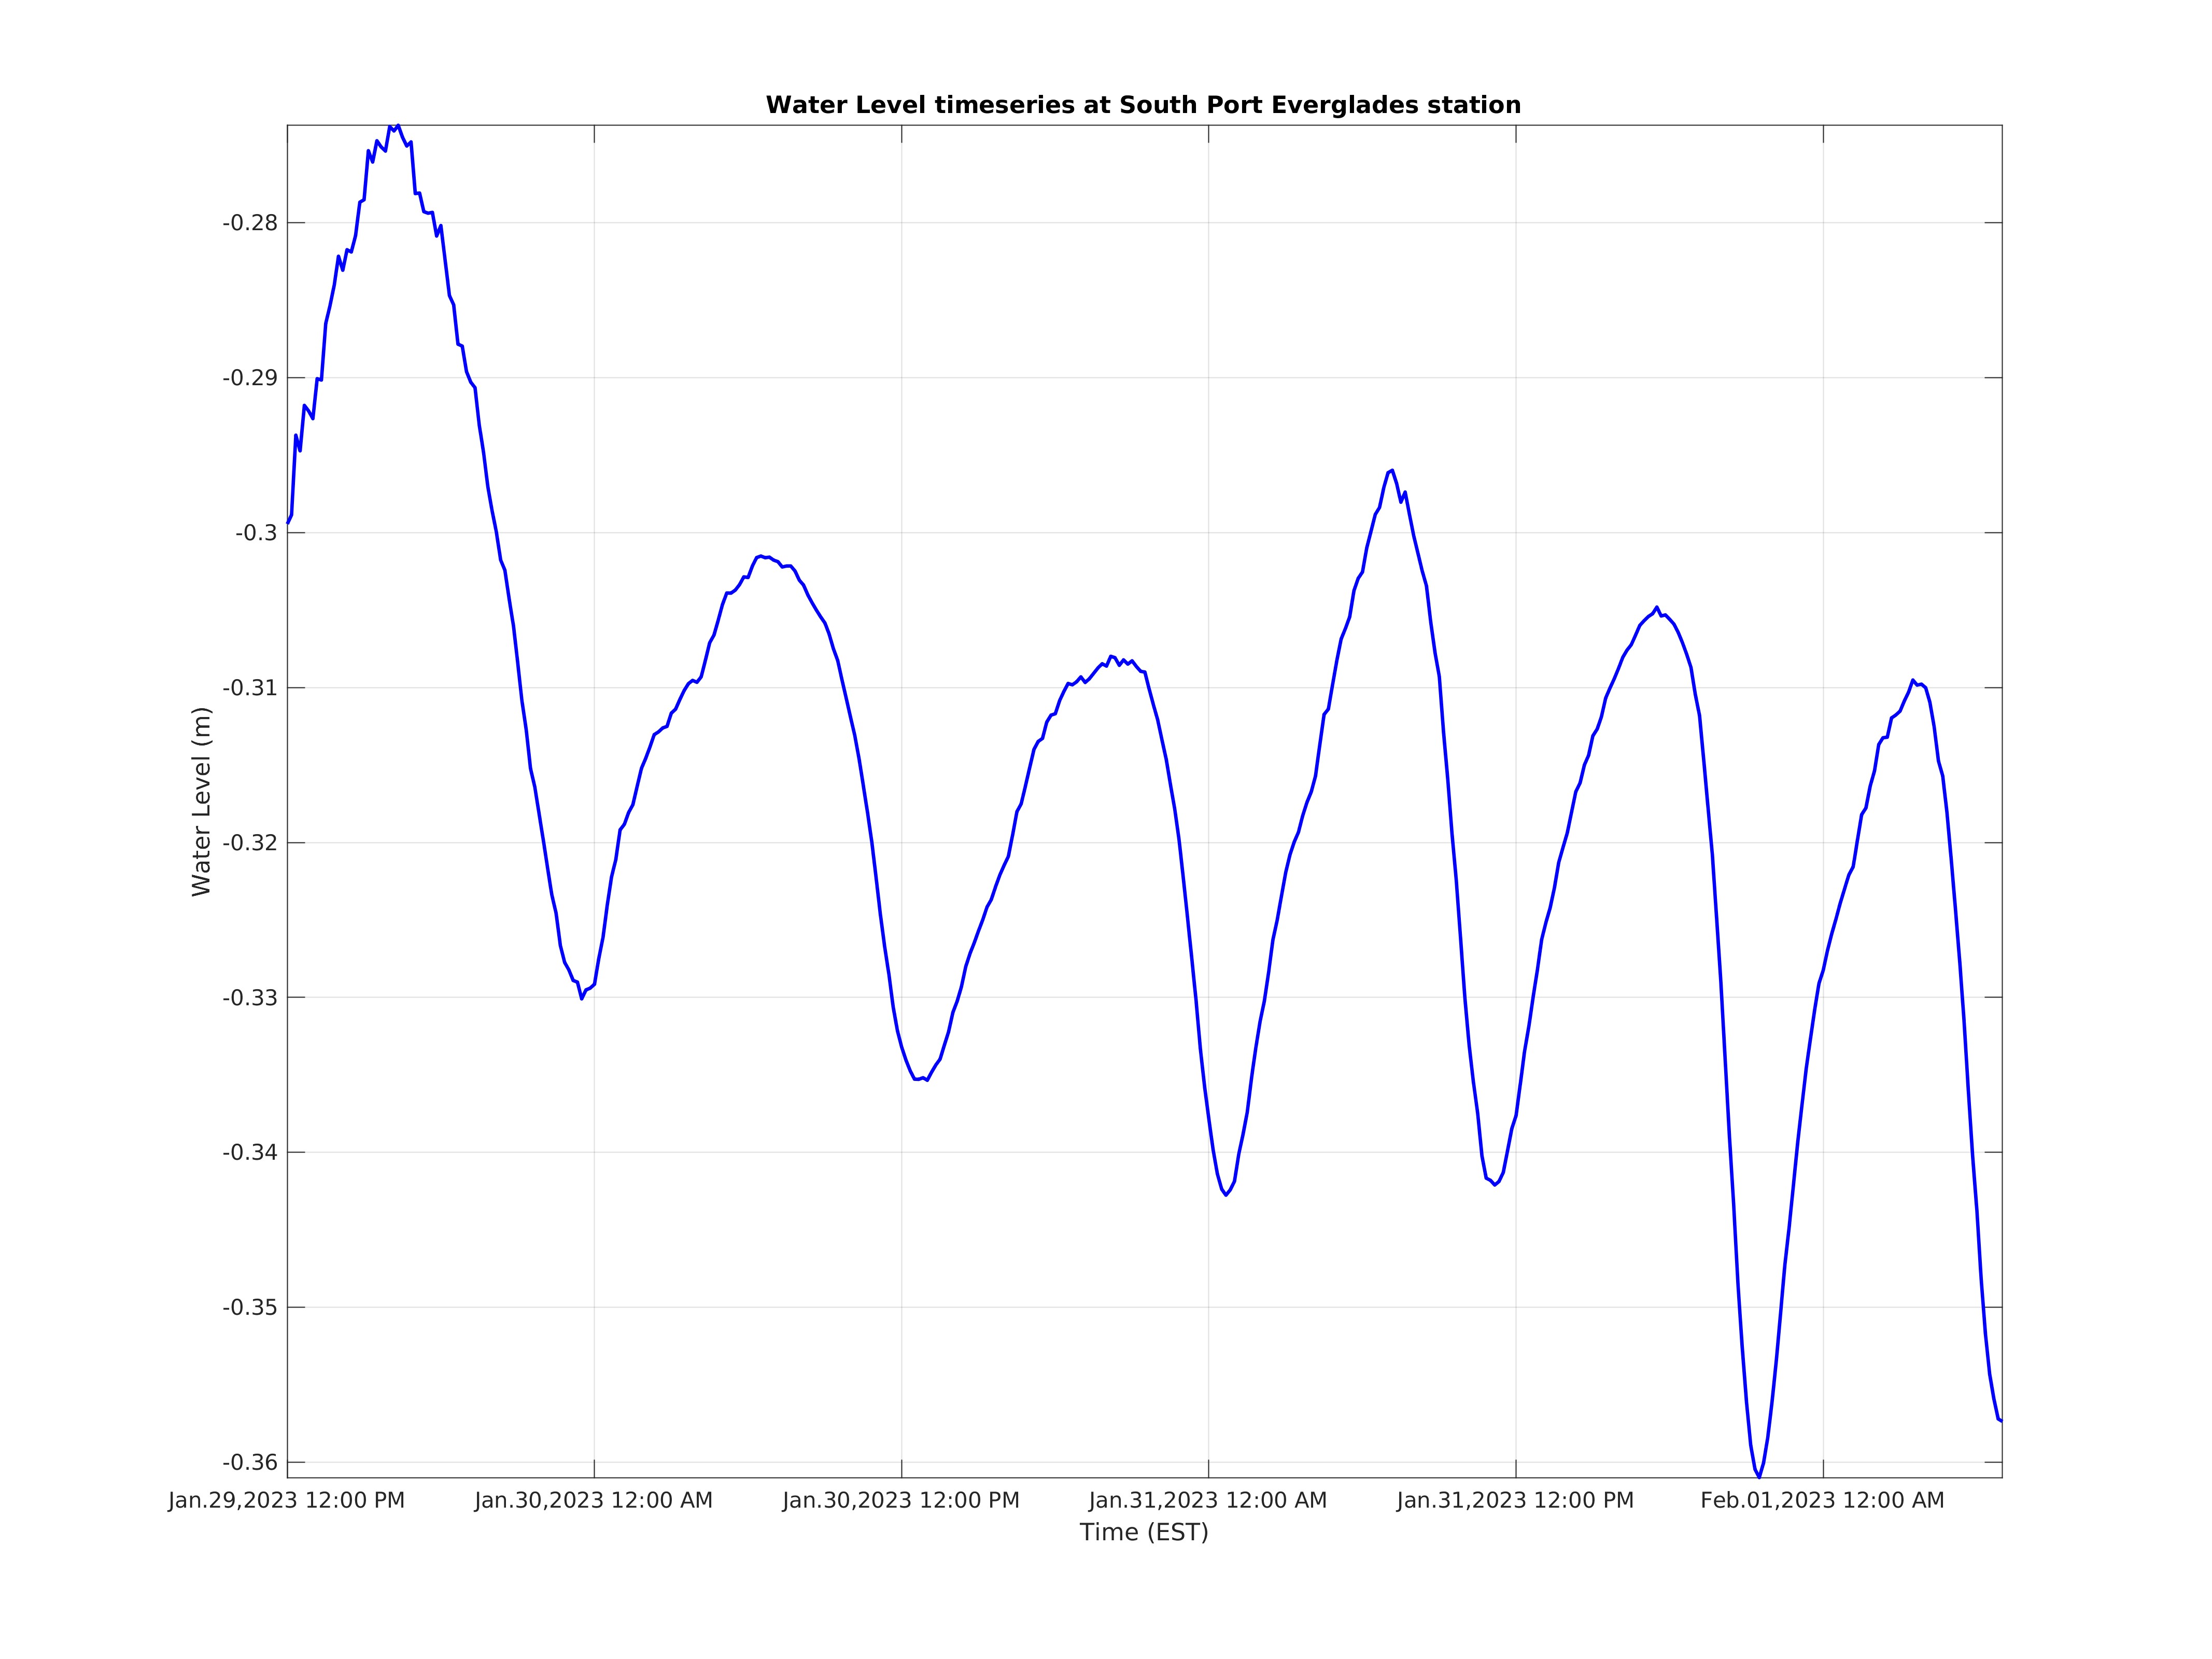 Water Level timeseries at South Port Everglades station
-0.28
-0.29
-0.3
-0.31
-0.32
-0.33
-0.34
-0.35
-0.36
Water Level (m)
Jan.29,2023 12:00 PM
Jan.30,2023 12:00 AM
Jan.30,2023 12:00 PM
Jan.31,2023 12:00 AM
Jan.31,2023 12:00 PM
Feb.01,2023 12:00 AM
Time (EST)